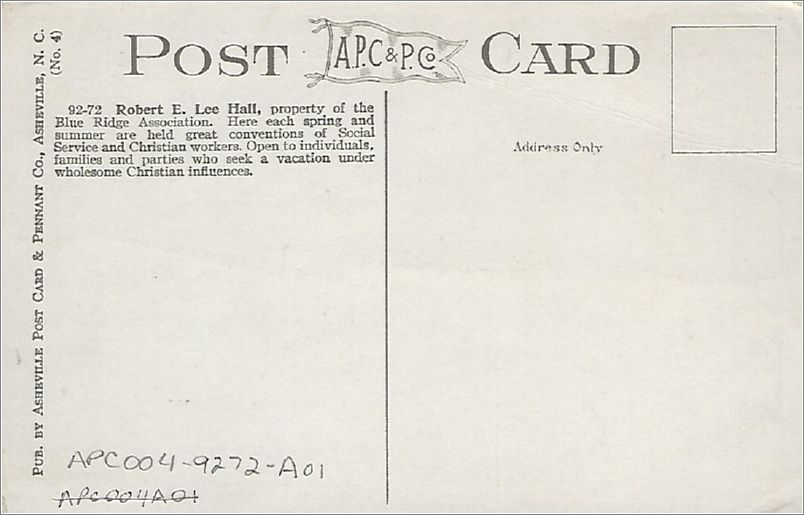 POST A.P.C & P. Co CARD
92-72 Robert E. Lee Hall, property of the
Blue Ridge Association. Here each spring and
summer are held great conventions of Social
Service and Christian workers. Open to individuals,
families and parties who seek a vacation under
wholesome Christian influences.
Address Only
PUB. BY ASHEVILLE POST CARD & PENNANT CO., ASHEVILLE, N. C.
(No. 4)
APC004-9272-A01
APC004A01